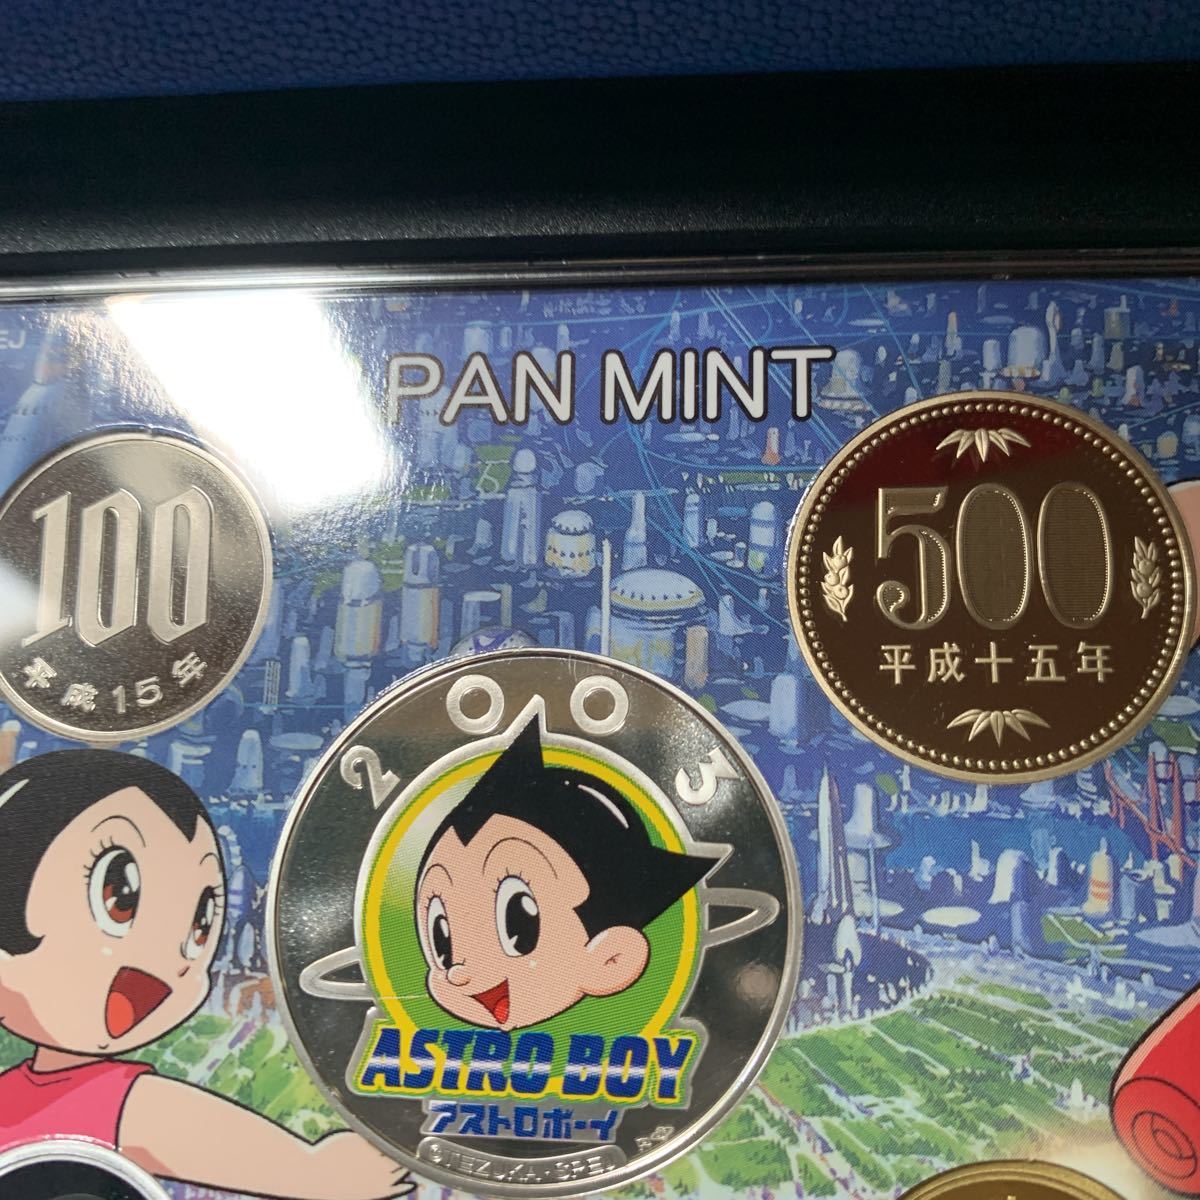 PAN MINT
100
平成15年
500
平成十五年
2003
ASTRO BOY
アストロボーイ
©TEZUKA・SPEJ